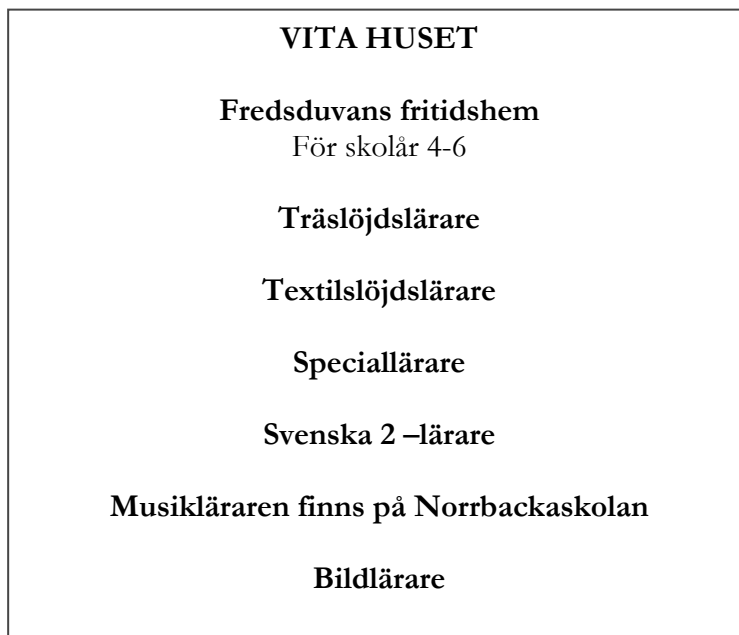 VITA HUSET
Fredsduvans fritidshem
För skolår 4-6
Träslöjdslärare
Textilslöjdslärare
Speciallärare
Svenska 2 –lärare
Musikläraren finns på Norrbackaskolan
Bildlärare